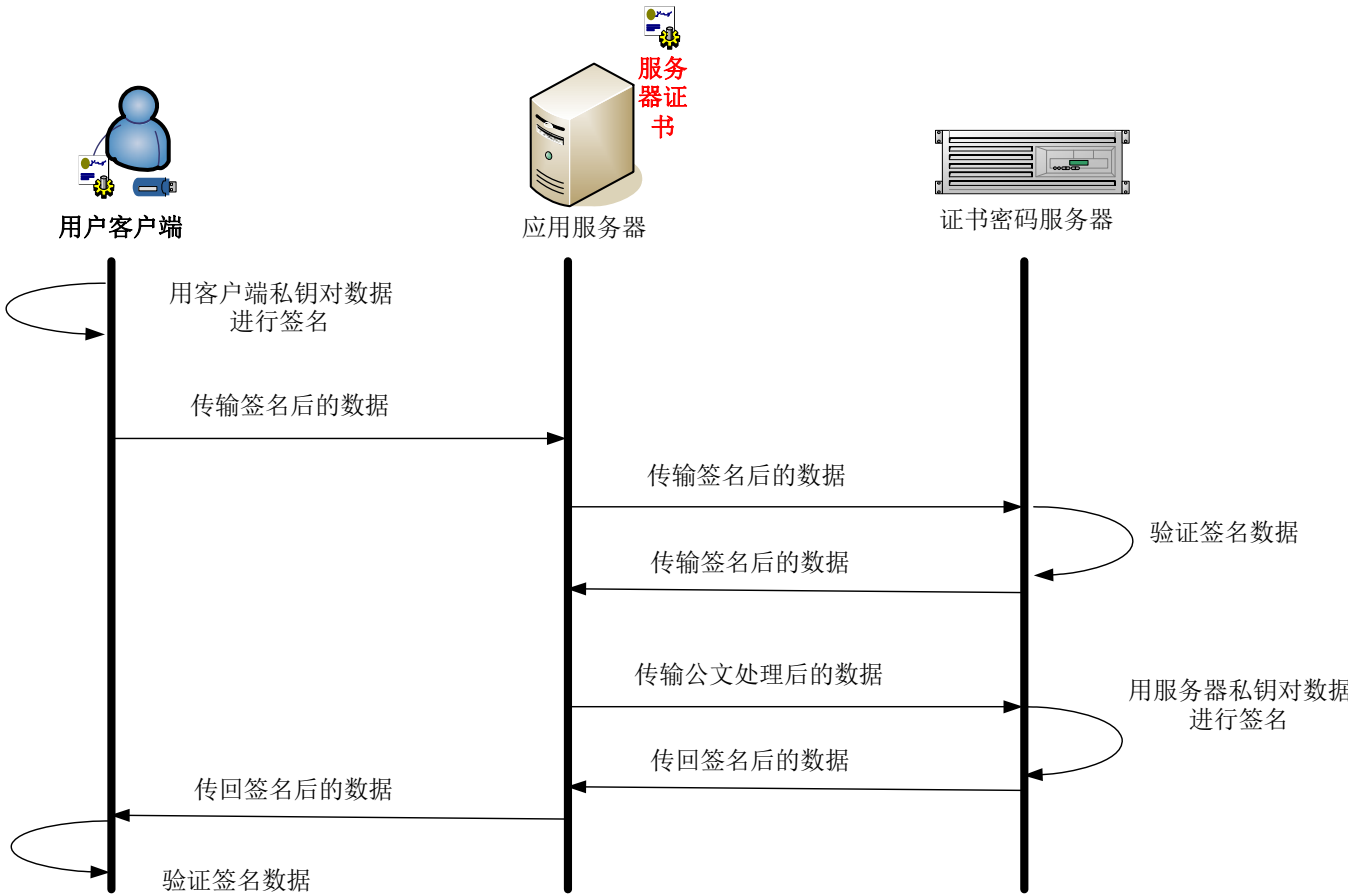 服务
器证
书
用户客户端
应用服务器
证书密码服务器
用客户端私钥对数据
进行签名
传输签名后的数据
传输签名后的数据
验证签名数据
传输签名后的数据
传输公文处理后的数据
用服务器私钥对数据
进行签名
传回签名后的数据
传回签名后的数据
验证签名数据